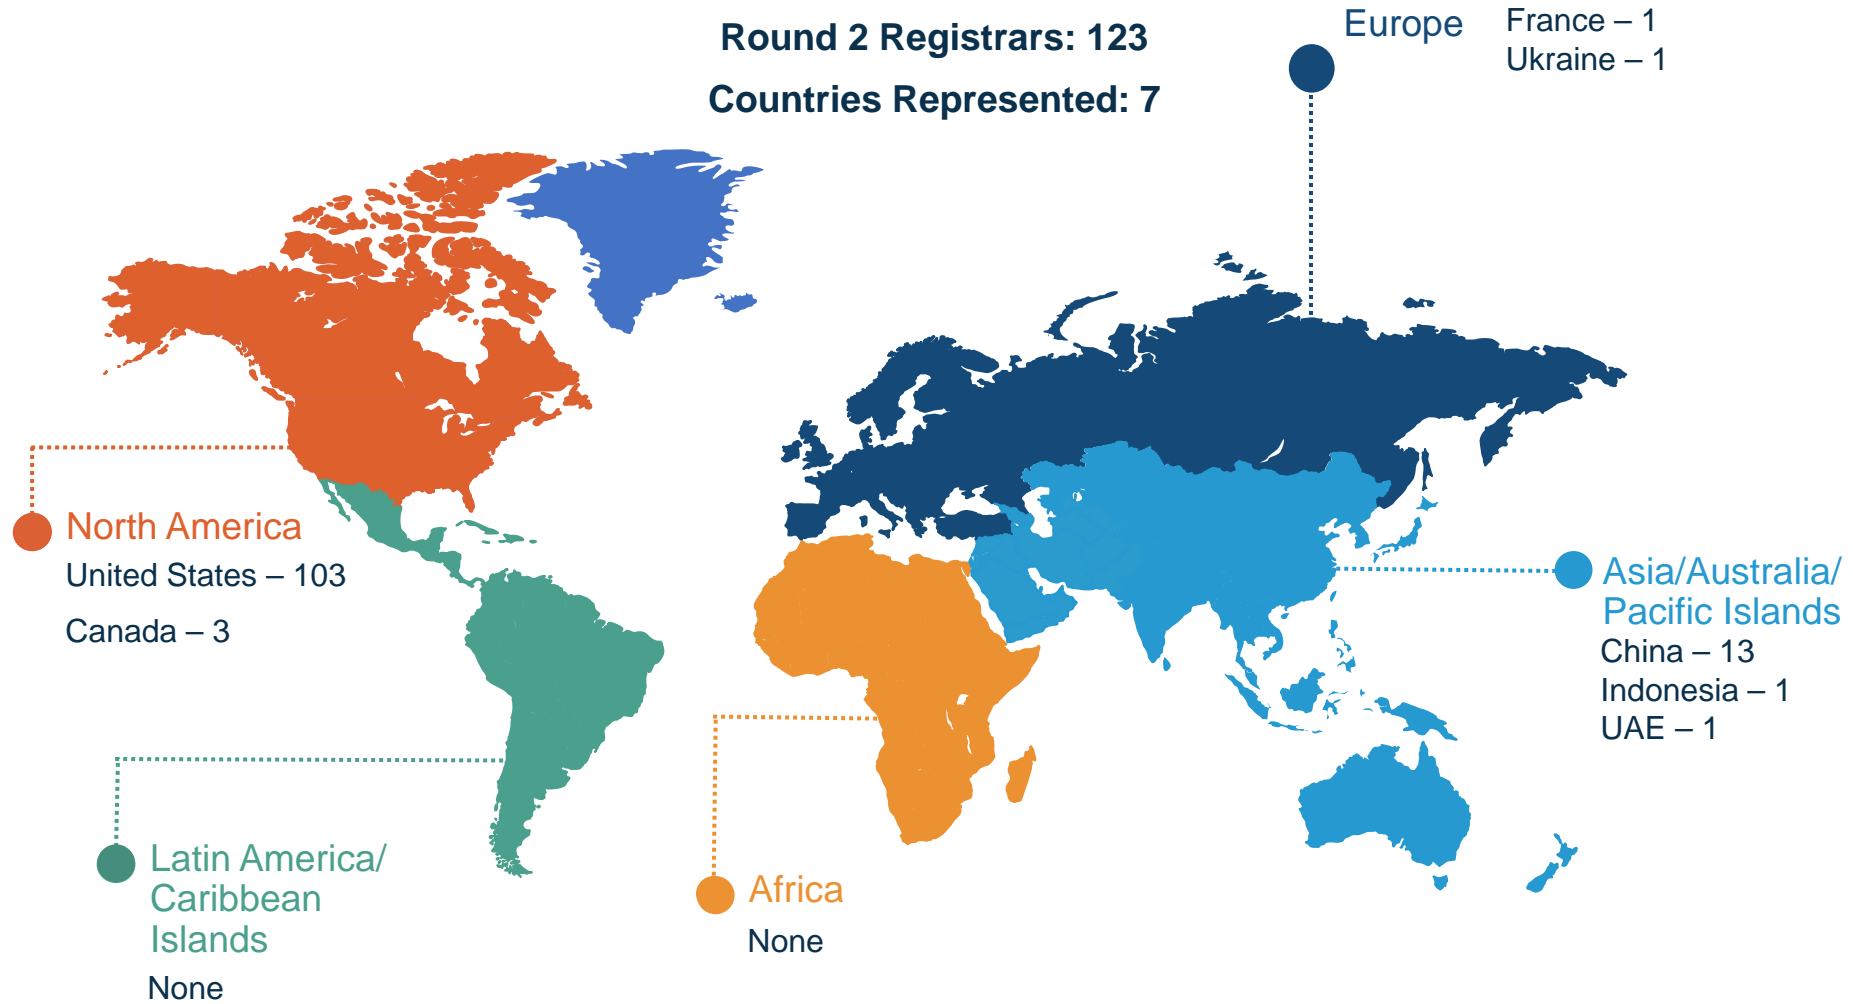 Round 2 Registrars: 123
Countries Represented: 7
Europe
France – 1
Ukraine – 1
North America
United States – 103
Canada – 3
Asia/Australia/
Pacific Islands
China – 13
Indonesia – 1
UAE – 1
Latin America/
Caribbean
Islands
None
Africa
None